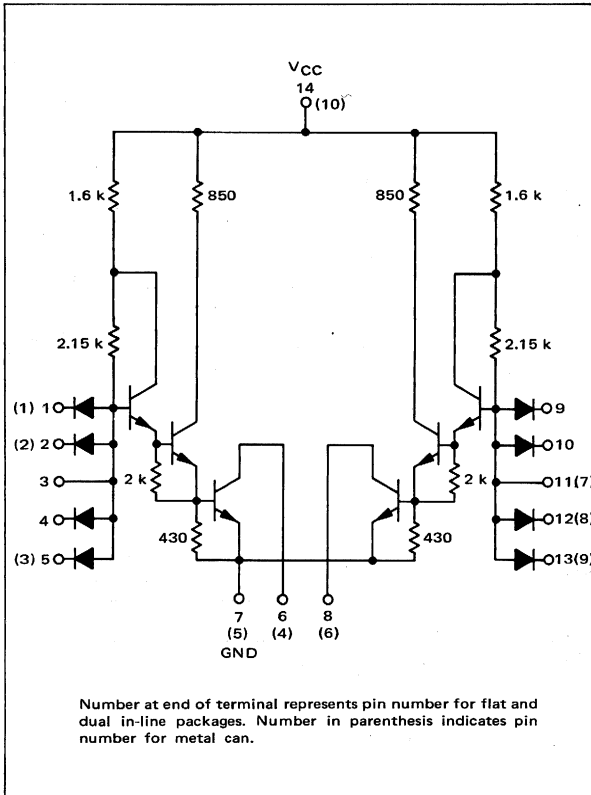 VCC
14
(10)
1.6 k
850
850
1.6 k
2.15 k
2.15 k
(1) 1
9
(2) 2
10
3
2 k
2 k
11(7)
4
12(8)
430
430
(3) 5
13(9)
7
6
8
(5)
(4)
(6)
GND
Number at end of terminal represents pin number for flat and
dual in-line packages. Number in parenthesis indicates pin
number for metal can.